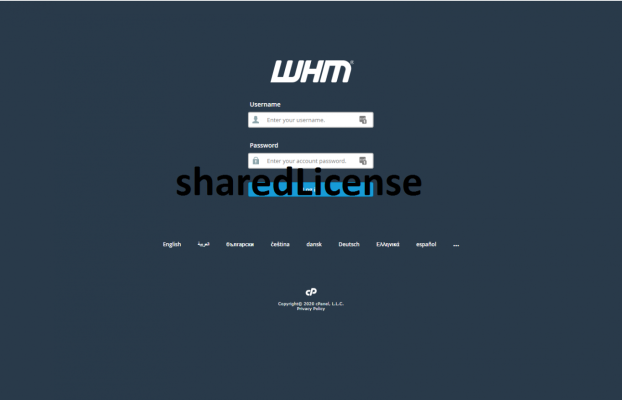 WHM®
Username
Enter your username.
Password
Enter your account password.
sharedLicense
English العربية български čeština dansk Deutsch Ελληνικά español ...
cP
Copyright© 2020 cPanel, L.L.C.
Privacy Policy